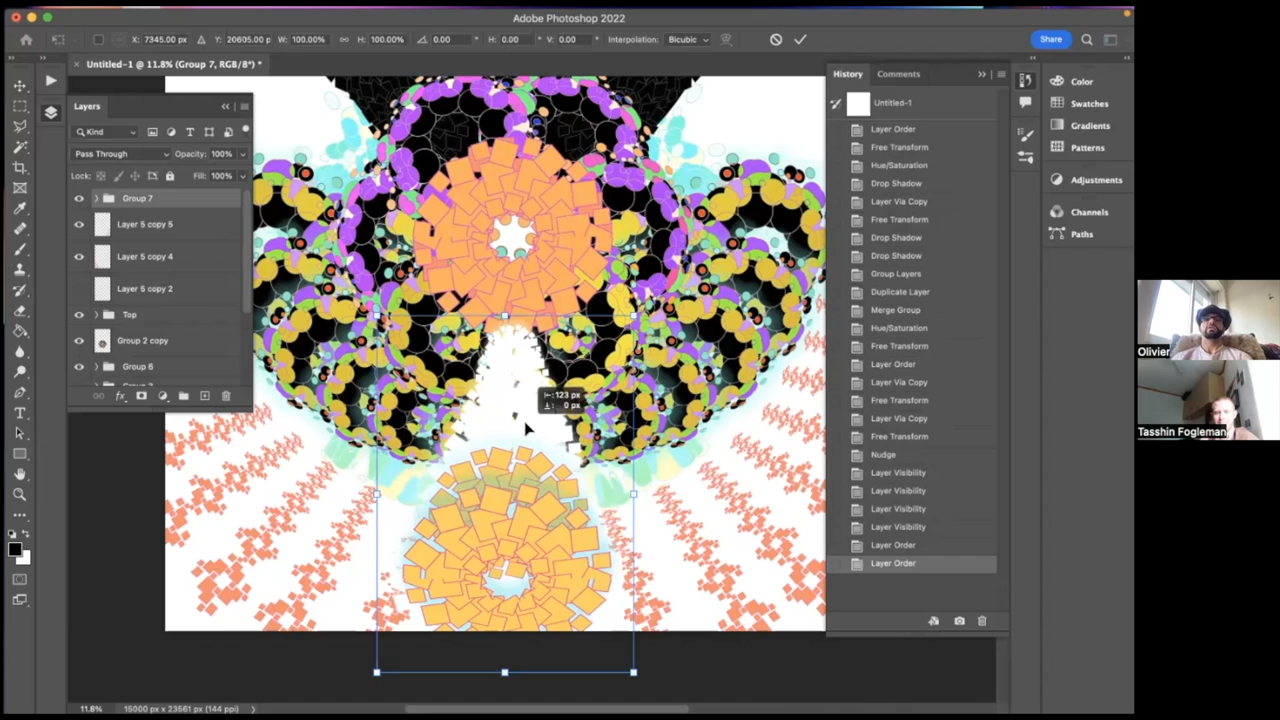 Adobe Photoshop 2022
X: 7345.00 px Y: 20605.00 p W: 100.00% H: 100.00% 0.00 ° H: 0.00 ° V: 0.00 ° Interpolation: Bicubic Share
Untitled-1 @ 11.8% (Group 7, RGB/8*) *
Layers
Kind
Pass Through Opacity: 100%
Lock: Fill: 100%
Group 7
Layer 5 copy 5
Layer 5 copy 4
Layer 5 copy 2
Top
Group 2 copy
Group 6
fx
123 px
0 px
History Comments
Untitled-1
Layer Order
Free Transform
Hue/Saturation
Drop Shadow
Layer Via Copy
Free Transform
Drop Shadow
Drop Shadow
Group Layers
Duplicate Layer
Merge Group
Hue/Saturation
Free Transform
Layer Order
Layer Via Copy
Free Transform
Layer Via Copy
Free Transform
Nudge
Layer Visibility
Layer Visibility
Layer Visibility
Layer Visibility
Layer Order
Layer Order
Color
Swatches
Gradients
Patterns
Adjustments
Channels
Paths
Olivier
Tasshin Fogleman
11.8% 15000 px x 23561 px (144 ppi)